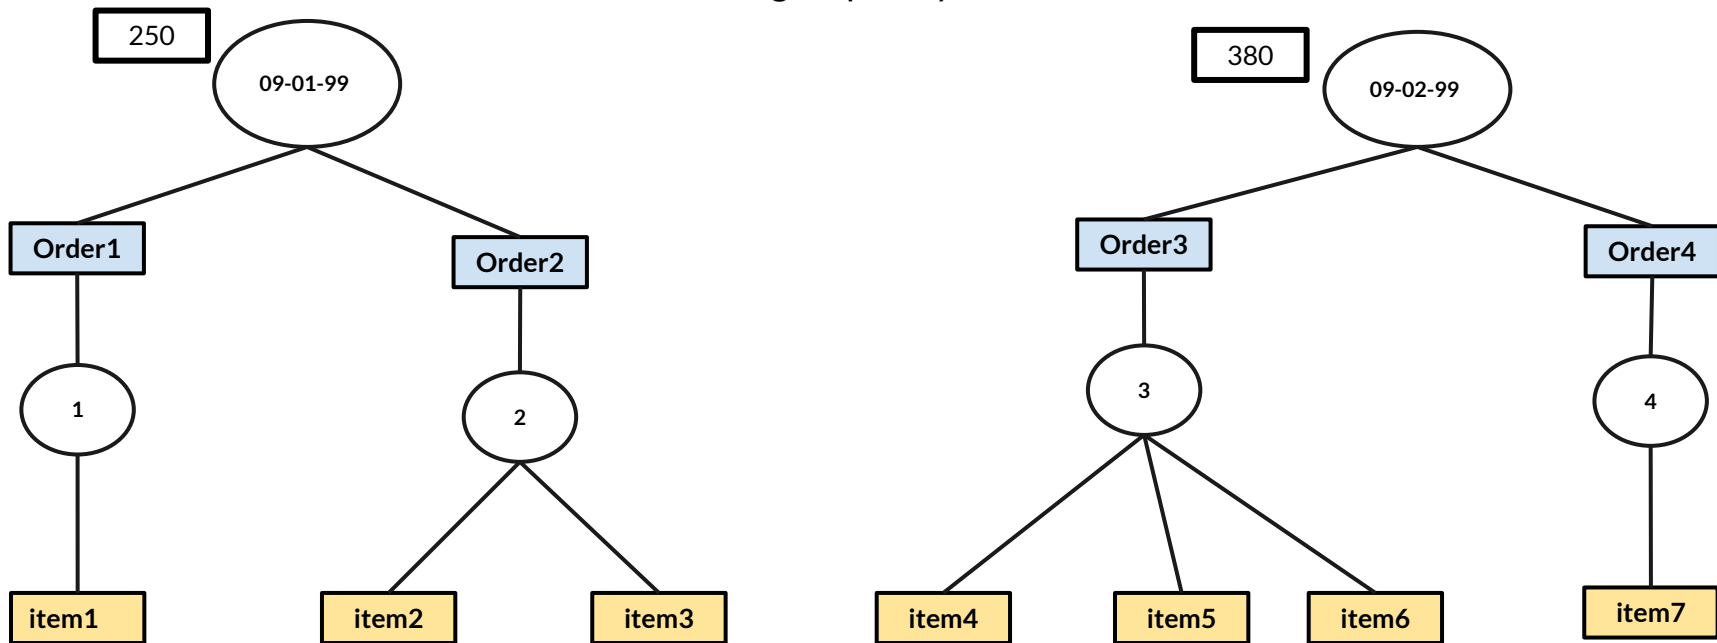 250
09-01-99
380
09-02-99
Order1
Order2
Order3
Order4
1
2
3
4
item1
item2
item3
item4
item5
item6
item7